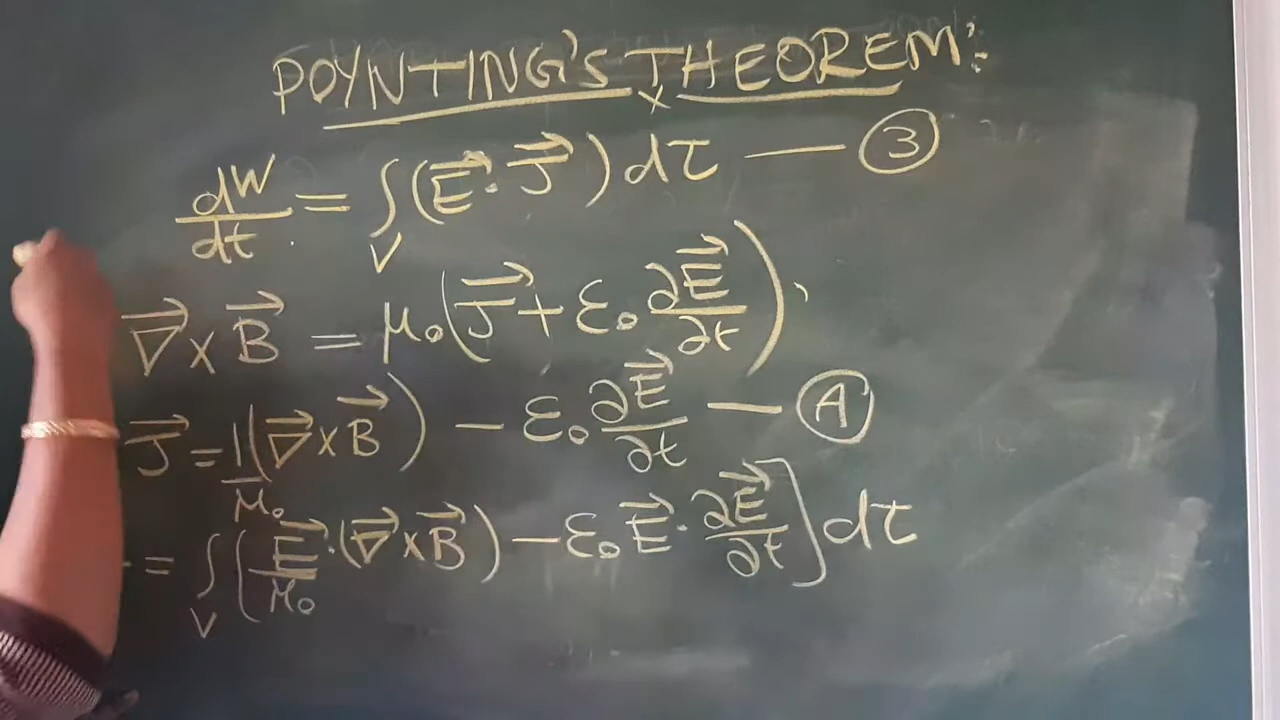 POYNTING'S THEOREM:
x
dW/dt = ∫_V (E⃗ · J⃗) dτ — ③
∇⃗ x B⃗ = μ₀(J⃗ + ε₀ ∂E⃗/∂t),
J⃗ = 1/μ₀ (∇⃗ x B⃗) - ε₀ ∂E⃗/∂t — Ⓐ
= ∫_V [E⃗/μ₀ · (∇⃗ x B⃗) - ε₀ E⃗ · ∂E⃗/∂t] dτ